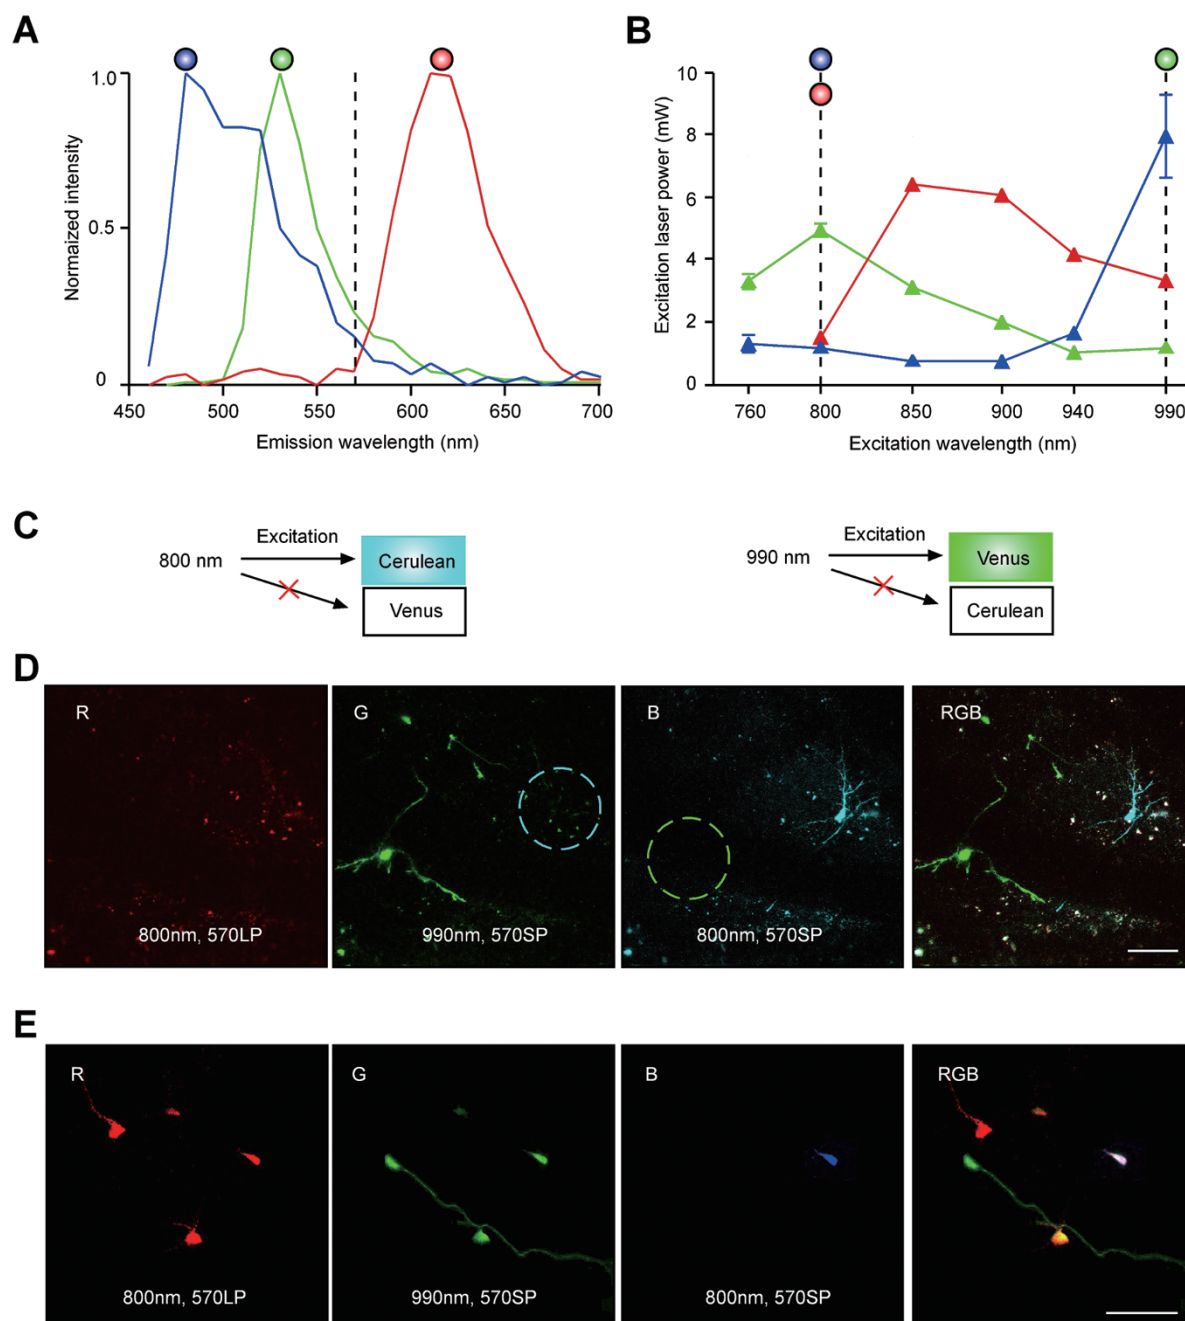 A
1.0
0.5
0
Normaized intensity
450 500 550 600 650 700
Emission wavelength (nm)
B
10
8
6
4
2
0
Excitation laser power (mW)
760 800 850 900 940 990
Excitation wavelength (nm)
C
800 nm
Excitation
Cerulean
Venus
990 nm
Excitation
Venus
Cerulean
D
R
800nm, 570LP
G
990nm, 570SP
B
800nm, 570SP
RGB
E
R
800nm, 570LP
G
990nm, 570SP
B
800nm, 570SP
RGB